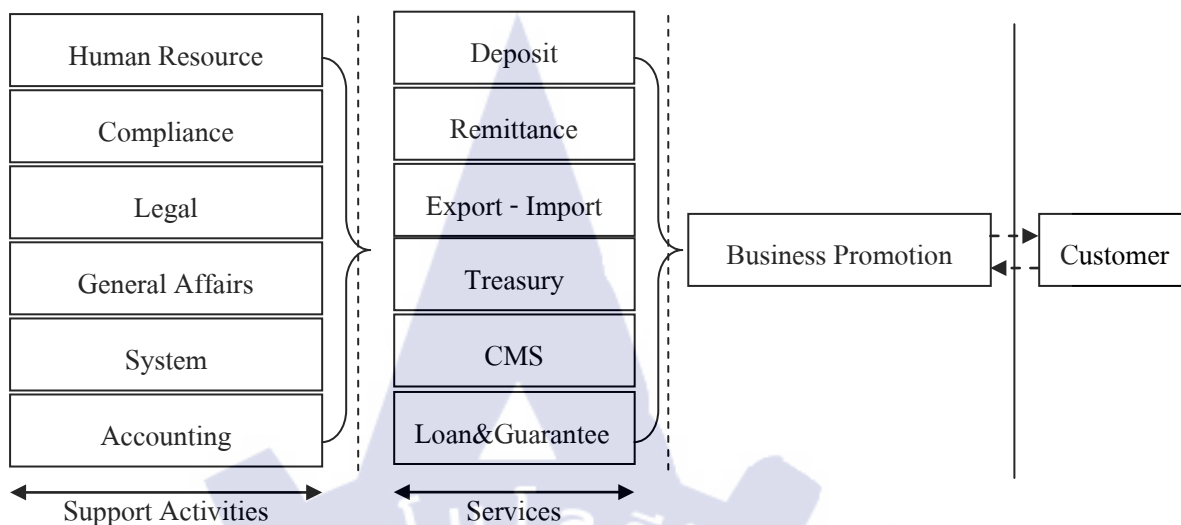 Human Resource
Compliance
Legal
General Affairs
System
Accounting
Support Activities
Deposit
Remittance
Export - Import
Treasury
CMS
Loan&Guarantee
Services
Business Promotion
Customer